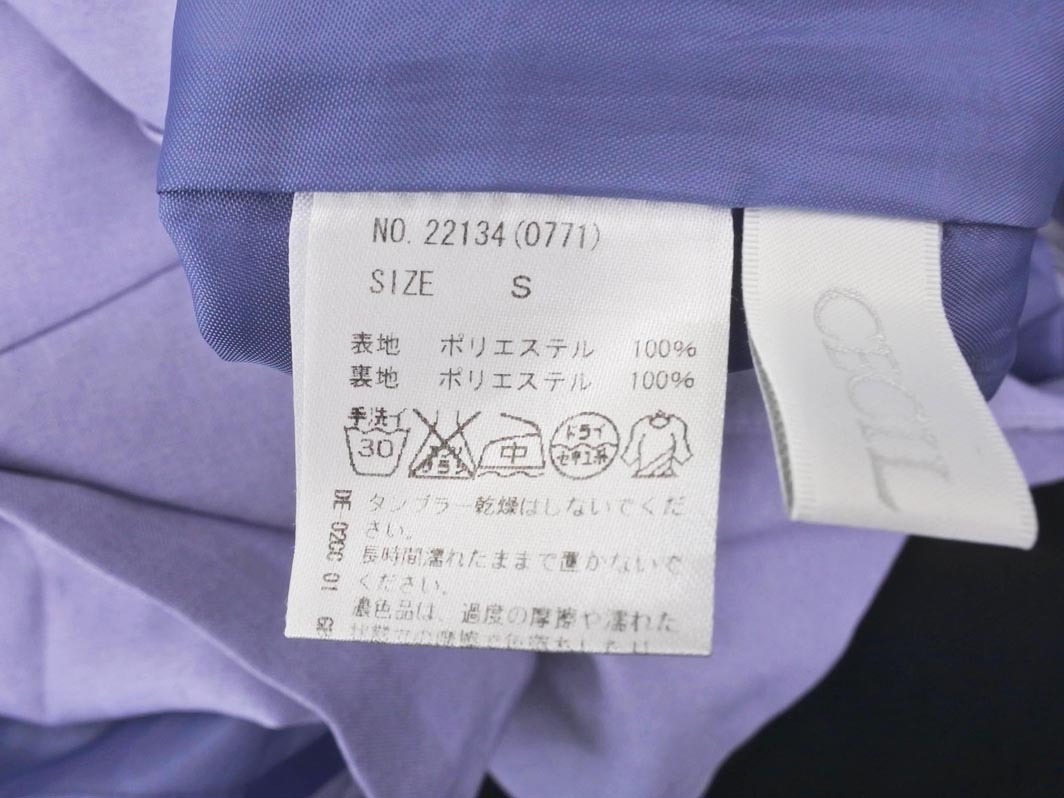 NO. 22134(0771)
SIZE S
表地 ポリエステル 100%
裏地 ポリエステル 100%
手洗イ
30
中
ドライ
セキユ系
タンブラー乾燥はしないでくだ
さい。
長時間濡れたままで置かないで
ください。
濃色品は、過度の摩擦や濡れた